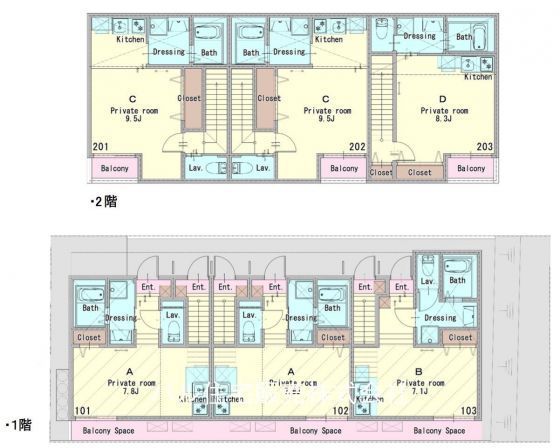 Kitchen
Dressing
Bath
Bath
Dressing
Kitchen
Dressing
Bath
Kitchen
C
Private room
9.5J
Closet
C
Private room
9.5J
Closet
D
Private room
8.3J
201
202
203
Balcony
Lav.
Lav.
Balcony
Closet
Closet
Balcony
・2階
Ent.
Ent.
Ent.
Ent.
Ent.
Lav.
Bath
Bath
Lav.
Bath
Lav.
Dressing
Dressing
Dressing
Closet
Closet
Closet
A
Private room
7.8J
Kitchen
A
Private room
Kitchen
B
Private room
7.1J
Kitchen
101
102
103
・1階
Balcony Space
Balcony Space
Balcony Space